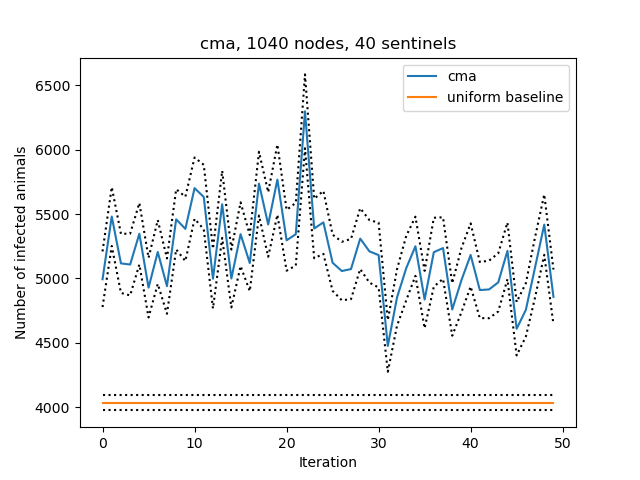 cma, 1040 nodes, 40 sentinels
cma
uniform baseline
Number of infected animals
6500
6000
5500
5000
4500
4000
0 10 20 30 40 50
Iteration